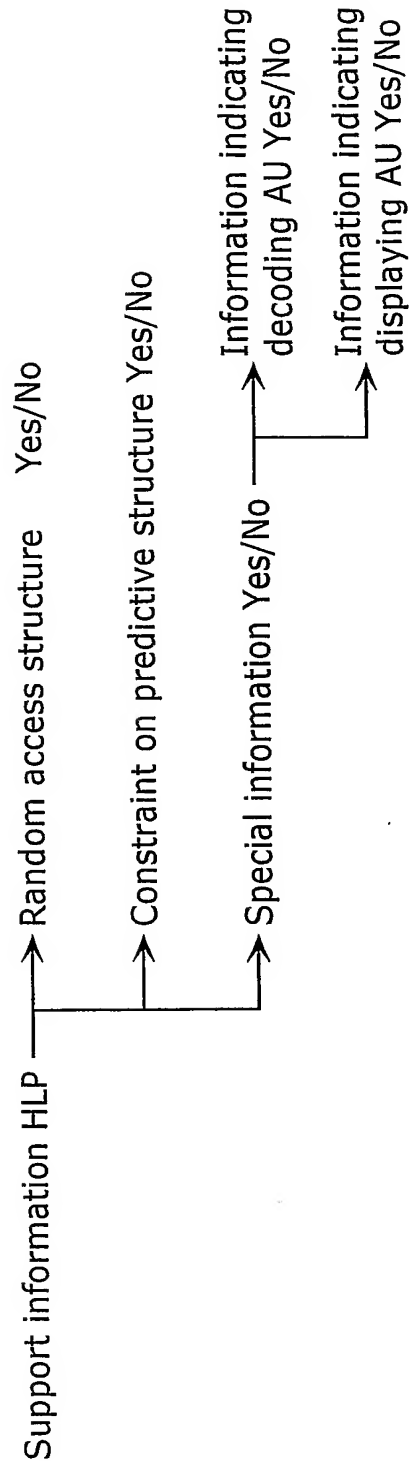 Support information HLP
Random access structure Yes/No
Constraint on predictive structure Yes/No
Special information Yes/No
Information indicating
decoding AU Yes/No
Information indicating
displaying AU Yes/No